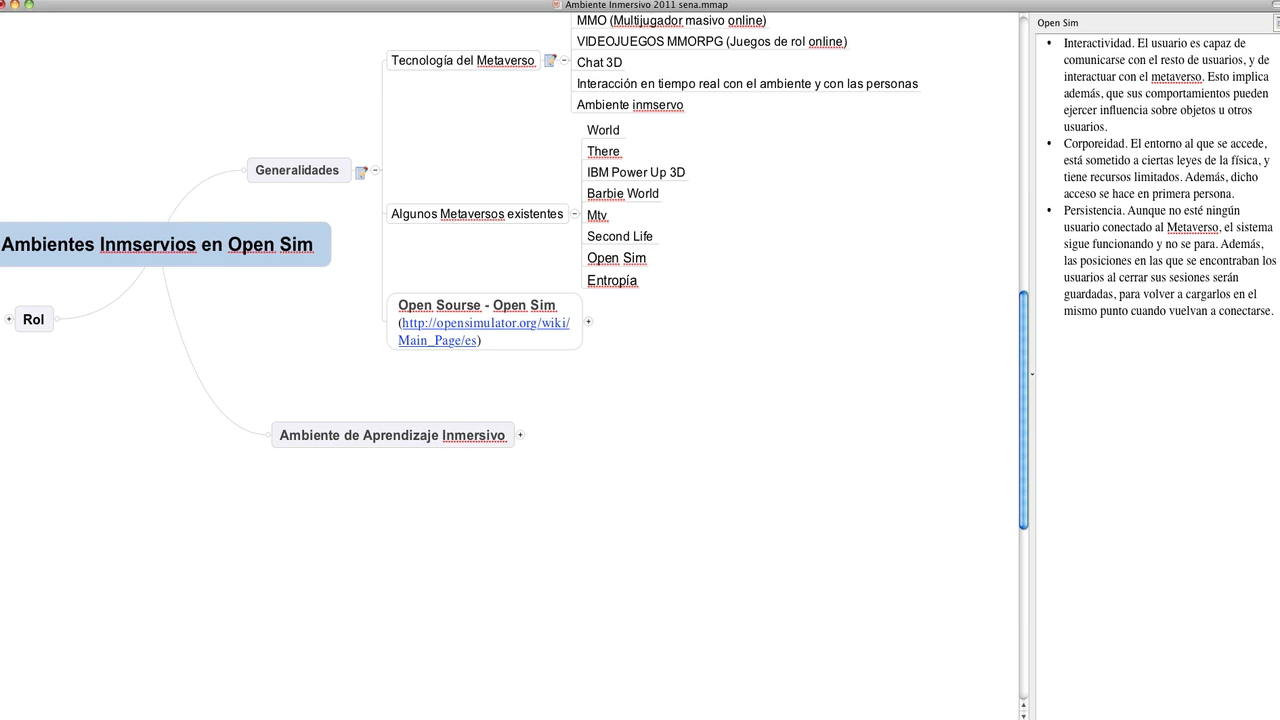 Ambiente Inmersivo 2011 sena.mmap
MMO (Multijugador masivo online)
Tecnología del Metaverso
VIDEOJUEGOS MMORPG (Juegos de rol online)
Chat 3D
Interacción en tiempo real con el ambiente y con las personas
Ambiente inmservo
Generalidades
Algunos Metaversos existentes
World
There
IBM Power Up 3D
Barbie World
Mtv
Second Life
Open Sim
Entropía
Ambientes Inmservios en Open Sim
Rol
Open Sourse - Open Sim
(http://opensimulator.org/wiki/
Main_Page/es)
Ambiente de Aprendizaje Inmersivo
Open Sim
• Interactividad. El usuario es capaz de
comunicarse con el resto de usuarios, y de
interactuar con el metaverso. Esto implica
además, que sus comportamientos pueden
ejercer influencia sobre objetos u otros
usuarios.
• Corporeidad. El entorno al que se accede,
está sometido a ciertas leyes de la física, y
tiene recursos limitados. Además, dicho
acceso se hace en primera persona.
• Persistencia. Aunque no esté ningún
usuario conectado al Metaverso, el sistema
sigue funcionando y no se para. Además,
las posiciones en las que se encontraban los
usuarios al cerrar sus sesiones serán
guardadas, para volver a cargarlos en el
mismo punto cuando vuelvan a conectarse.